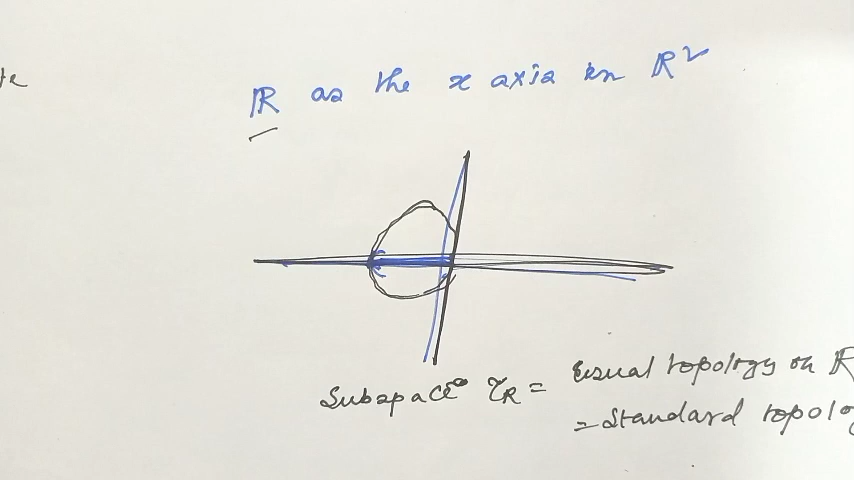 ℝ as the x axis in ℝ²
Subspace τ_R = usual topology on ℝ
= Standard topolog